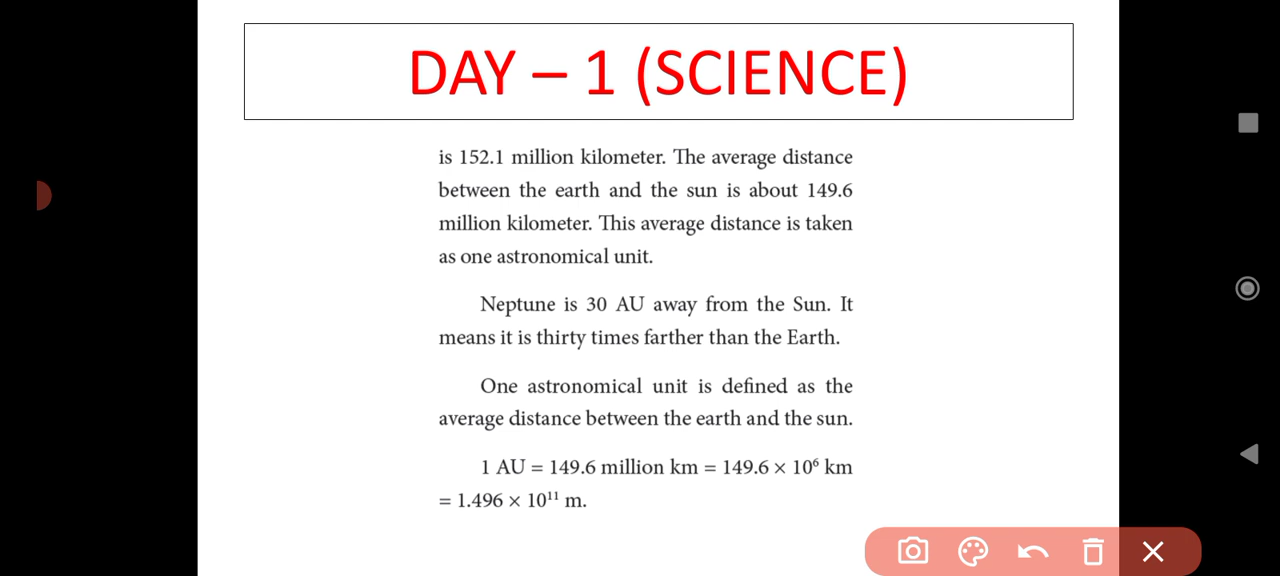 DAY – 1 (SCIENCE)
is 152.1 million kilometer. The average distance
between the earth and the sun is about 149.6
million kilometer. This average distance is taken
as one astronomical unit.
Neptune is 30 AU away from the Sun. It
means it is thirty times farther than the Earth.
One astronomical unit is defined as the
average distance between the earth and the sun.
1 AU = 149.6 million km = 149.6 × 10⁶ km
= 1.496 × 10¹¹ m.